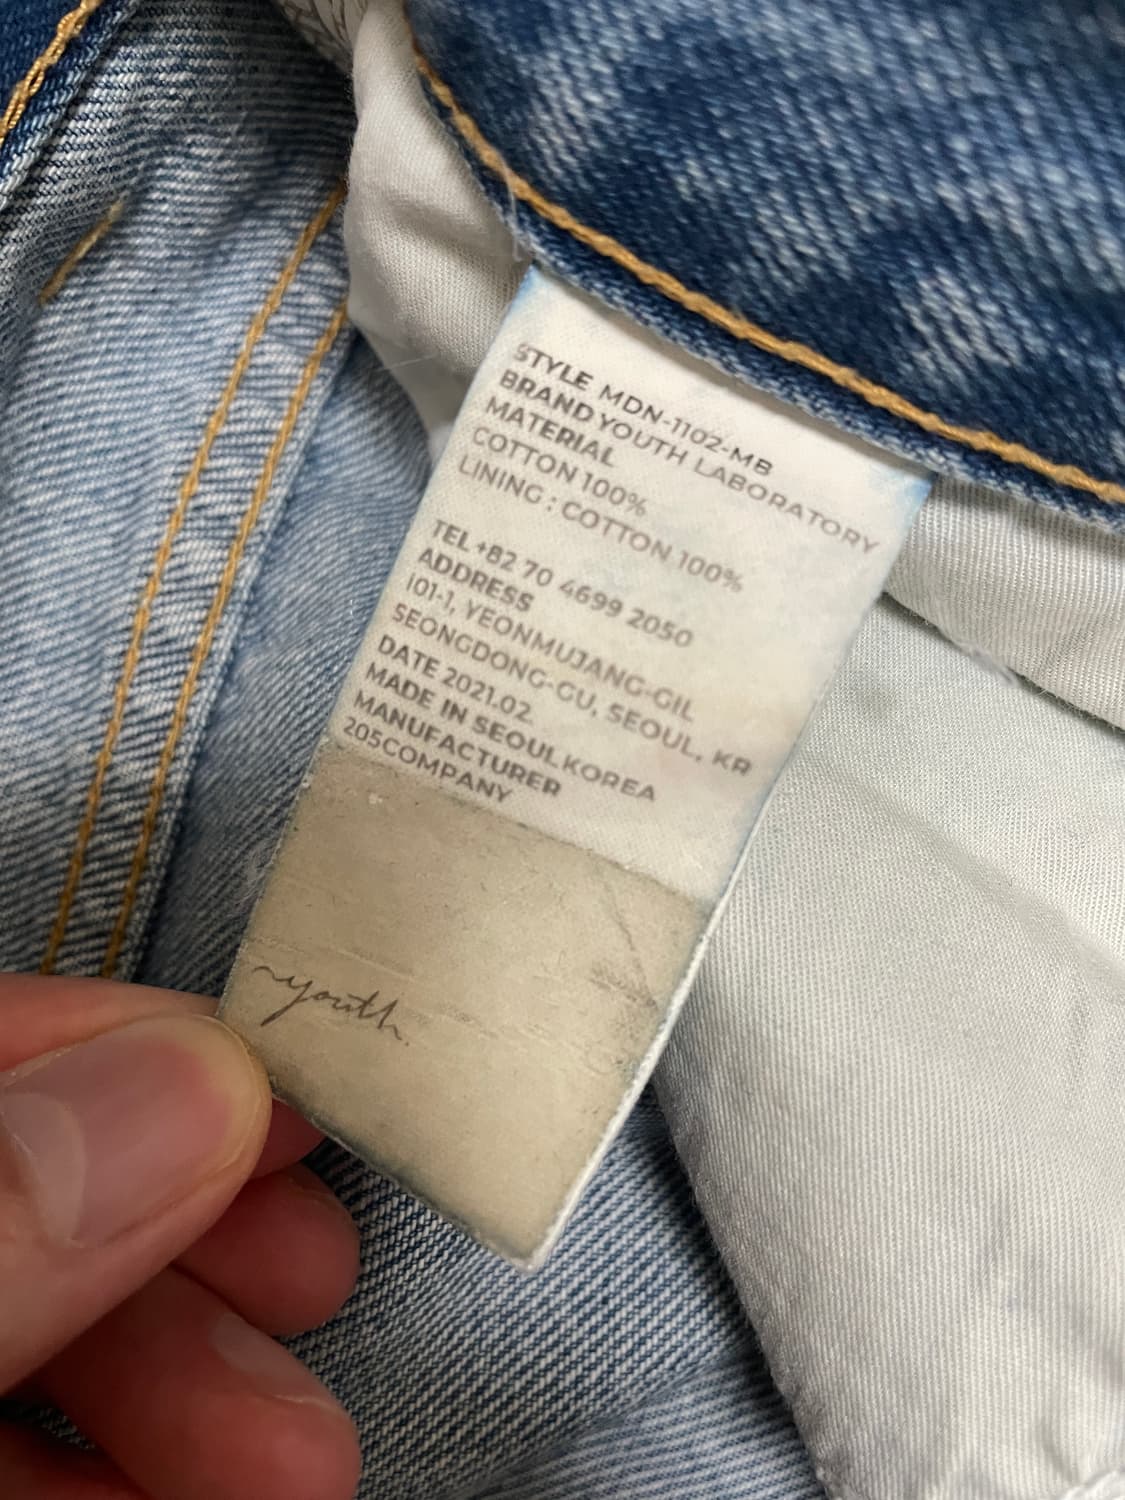 STYLE MDN-1102-MB
BRAND YOUTH LABORATORY
MATERIAL
COTTON 100%
LINING : COTTON 100%
TEL +82 70 4699 2050
ADDRESS
101-1, YEONMUJANG-GIL
SEONGDONG-GU, SEOUL, KR
DATE 2021.02
MADE IN SEOUL KOREA
MANUFACTURER
205COMPANY
~youth.